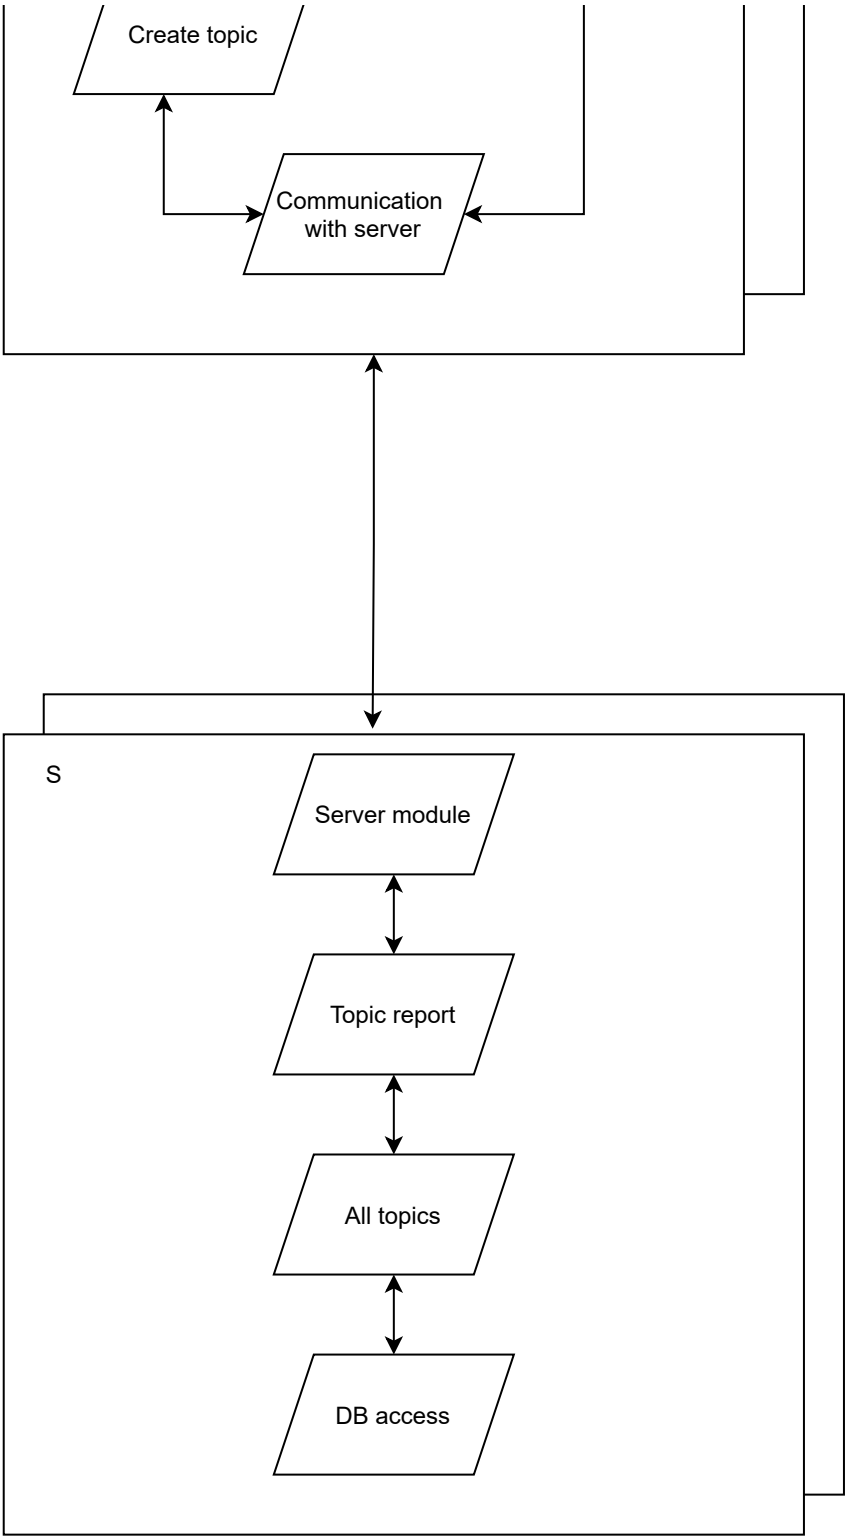 Create topic
Communication
with server
S
Server module
Topic report
All topics
DB access